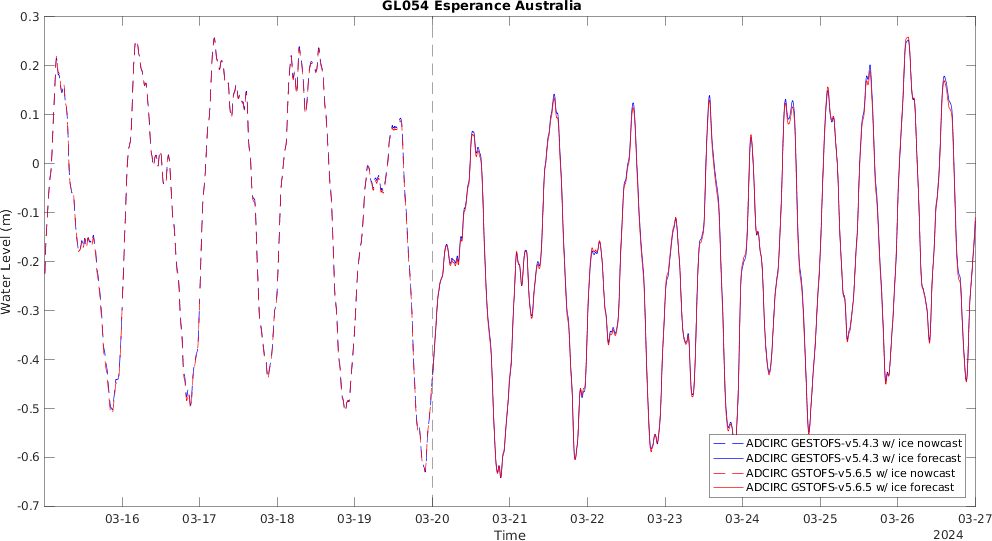 GL054 Esperance Australia
0.3
0.2
0.1
0
-0.1
-0.2
-0.3
-0.4
-0.5
-0.6
-0.7
Water Level (m)
ADCIRC GESTOFS-v5.4.3 w/ ice nowcast
ADCIRC GESTOFS-v5.4.3 w/ ice forecast
ADCIRC GSTOFS-v5.6.5 w/ ice nowcast
ADCIRC GSTOFS-v5.6.5 w/ ice forecast
03-16 03-17 03-18 03-19 03-20 03-21 03-22 03-23 03-24 03-25 03-26 03-27
Time
2024